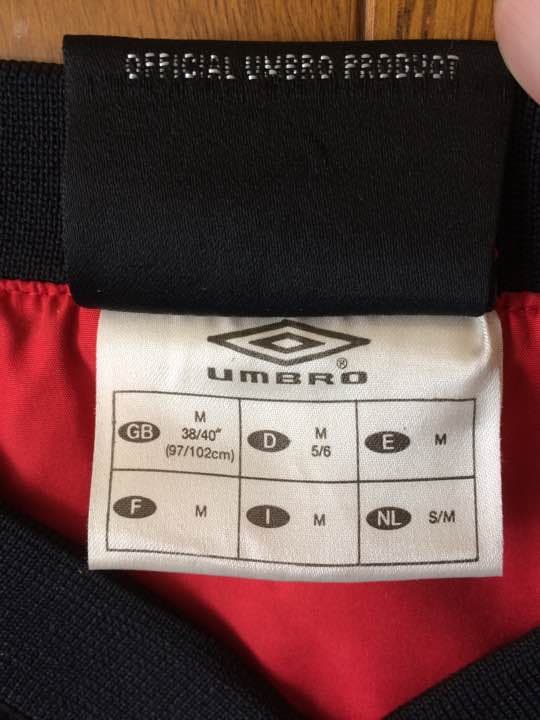 OFFICIAL UMBRO PRODUCT
®
UMBRO
GB M 38/40" (97/102cm)
D M 5/6
E M
F M
I M
NL S/M